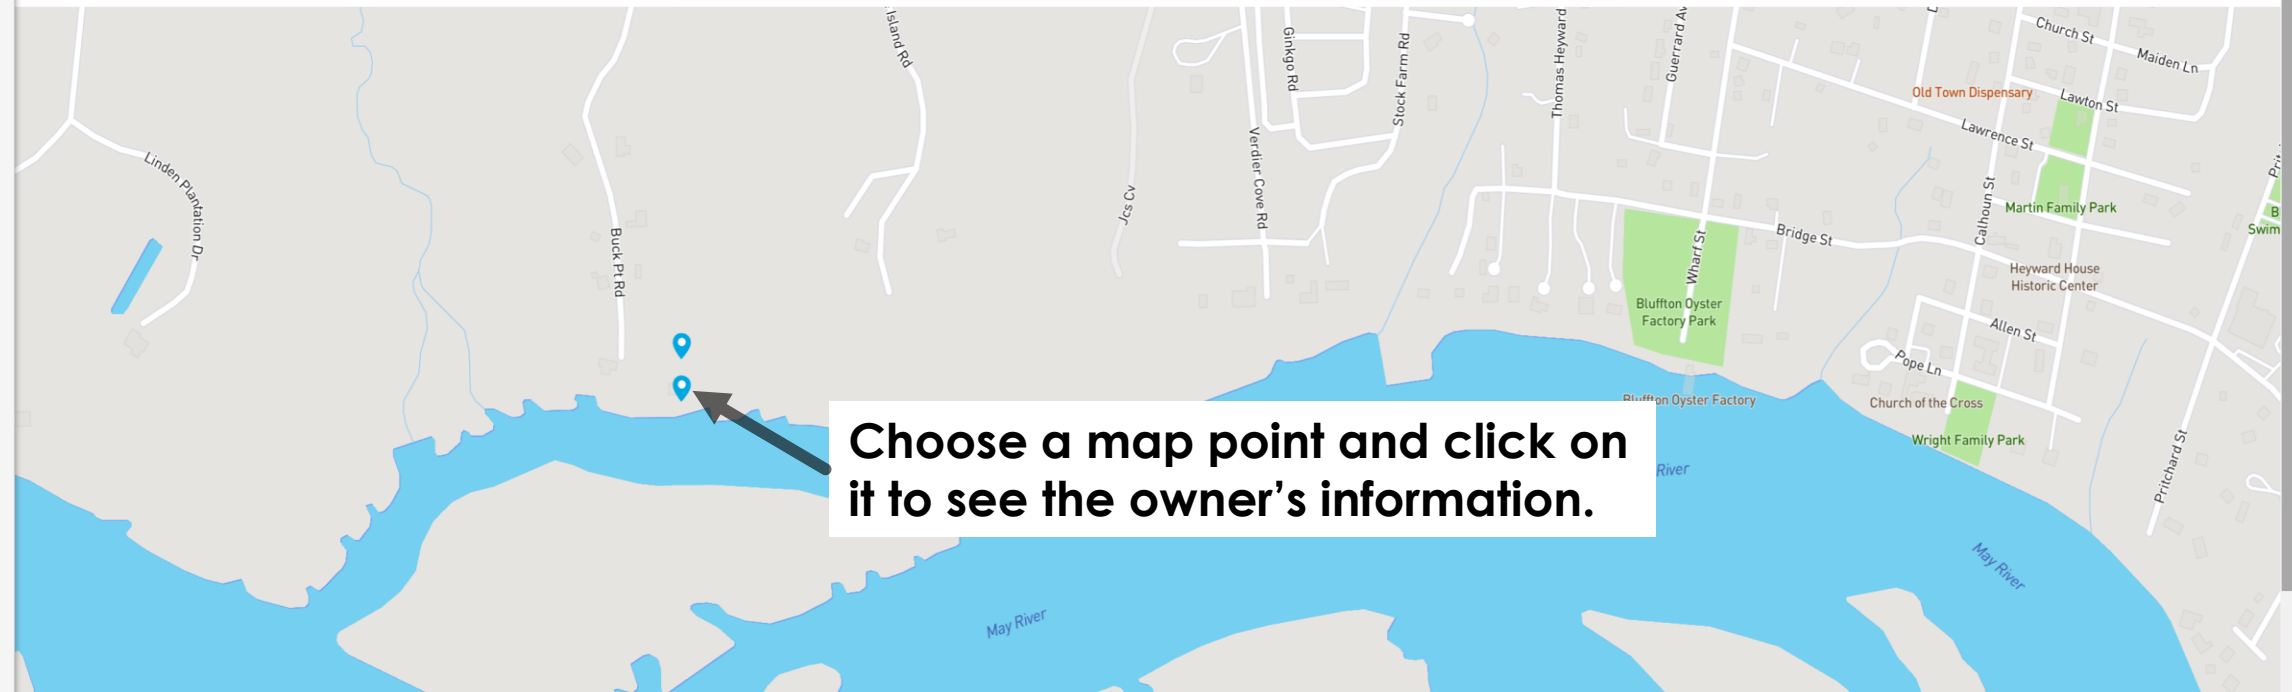 Island Rd
Ginkgo Rd
Stock Farm Rd
Thomas Heyward
Guerrard Av
Church St
Maiden Ln
Old Town Dispensary
Lawton St
Lawrence St
Linden Plantation Dr
Verdier Cove Rd
Jcs Cv
Calhoun St
Martin Family Park
Swim
Buck Pt Rd
Wharf St
Bridge St
Heyward House
Historic Center
Bluffton Oyster
Factory Park
Allen St
Pope Ln
Bluffton Oyster Factory
Church of the Cross
Wright Family Park
Choose a map point and click on
it to see the owner’s information.
River
Pritchard St
May River
May River